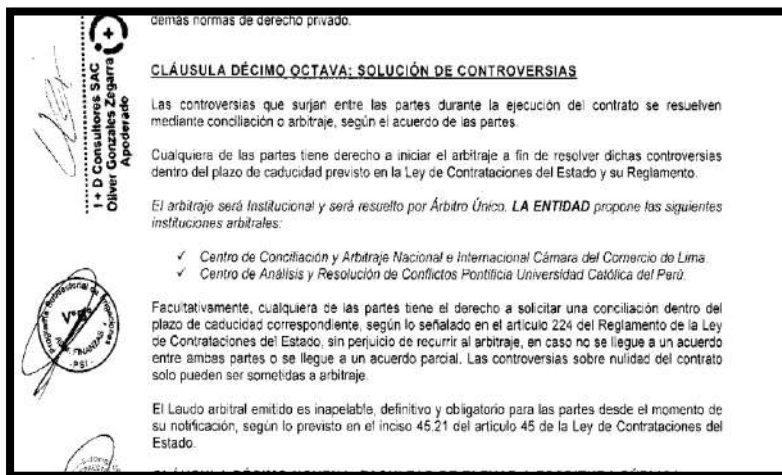 demás normas de derecho privado.
CLÁUSULA DÉCIMO OCTAVA: SOLUCIÓN DE CONTROVERSIAS
Las controversias que surjan entre las partes durante la ejecución del contrato se resuelven
mediante conciliación o arbitraje, según el acuerdo de las partes.
Cualquiera de las partes tiene derecho a iniciar el arbitraje a fin de resolver dichas controversias
dentro del plazo de caducidad previsto en la Ley de Contrataciones del Estado y su Reglamento.
El arbitraje será Institucional y será resuelto por Árbitro Único. LA ENTIDAD propone las siguientes
instituciones arbitrales:
✓ Centro de Conciliación y Arbitraje Nacional e Internacional Cámara del Comercio de Lima.
✓ Centro de Análisis y Resolución de Conflictos Pontificia Universidad Católica del Perú.
Facultativamente, cualquiera de las partes tiene el derecho a solicitar una conciliación dentro del
plazo de caducidad correspondiente, según lo señalado en el artículo 224 del Reglamento de la Ley
de Contrataciones del Estado, sin perjuicio de recurrir al arbitraje, en caso no se llegue a un acuerdo
entre ambas partes o se llegue a un acuerdo parcial. Las controversias sobre nulidad del contrato
solo pueden ser sometidas a arbitraje.
El Laudo arbitral emitido es inapelable, definitivo y obligatorio para las partes desde el momento de
su notificación, según lo previsto en el inciso 45.21 del artículo 45 de la Ley de Contrataciones del
Estado.
I + D Consultores SAC
Oliver Gonzales Zegarra
Apoderado
Programa Subsectorial de Irrigaciones
V°B°
FINANZAS
-PSI-